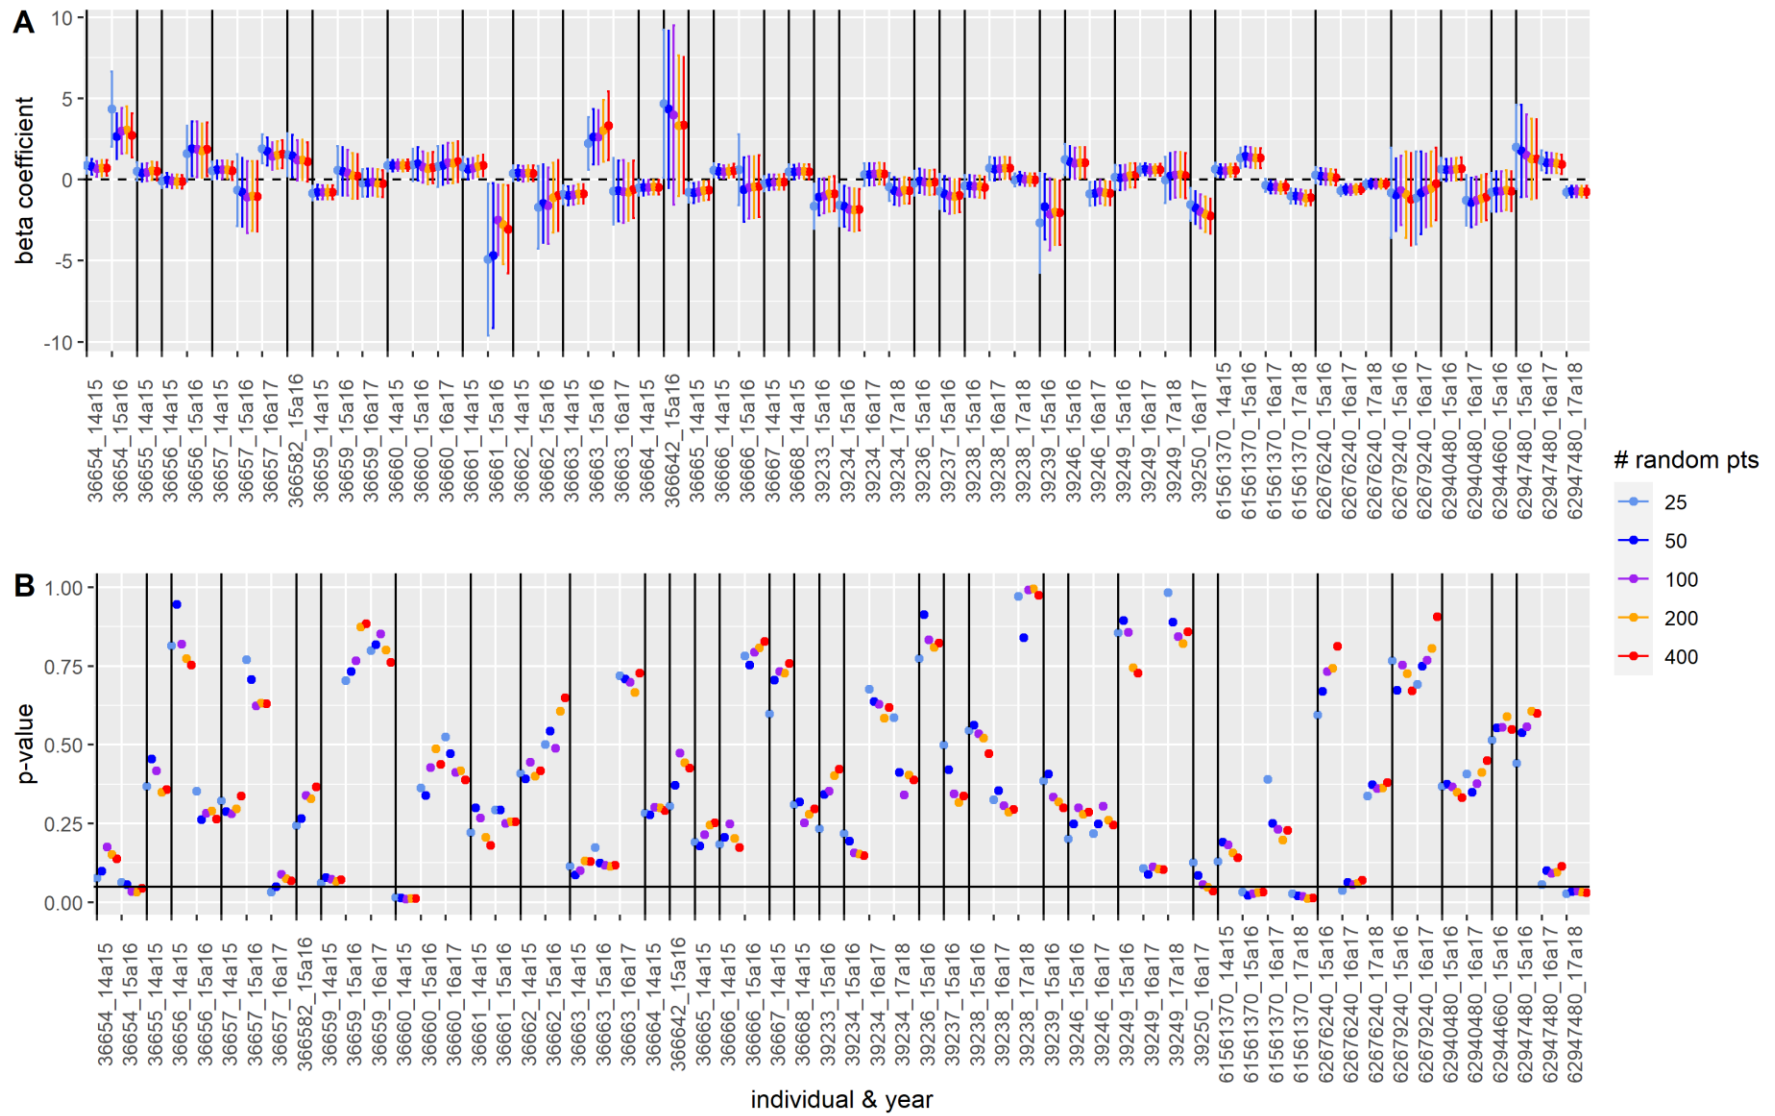 A
10
5
0
-5
-10
beta coefficient
36654_14a15
36654_15a16
36655_14a15
36656_14a15
36656_15a16
36657_14a15
36657_15a16
36657_16a17
366582_15a16
36659_14a15
36659_15a16
36659_16a17
36660_14a15
36660_15a16
36660_16a17
36661_14a15
36661_15a16
36662_14a15
36662_15a16
36663_14a15
36663_15a16
36663_16a17
36664_14a15
366642_15a16
36665_14a15
36666_14a15
36666_15a16
36667_14a15
36668_14a15
39233_15a16
39234_15a16
39234_16a17
39234_17a18
39236_15a16
39237_15a16
39238_15a16
39238_16a17
39238_17a18
39239_15a16
39246_15a16
39246_16a17
39249_15a16
39249_16a17
39249_17a18
39250_16a17
61561370_14a15
61561370_15a16
61561370_16a17
61561370_17a18
62676240_15a16
62676240_16a17
62676240_17a18
62679240_15a16
62679240_16a17
62940480_15a16
62940480_16a17
62944660_15a16
62947480_15a16
62947480_16a17
62947480_17a18
# random pts
25
50
100
200
400
B
1.00
0.75
0.50
0.25
0.00
p-value
36654_14a15
36654_15a16
36655_14a15
36656_14a15
36656_15a16
36657_14a15
36657_15a16
36657_16a17
366582_15a16
36659_14a15
36659_15a16
36659_16a17
36660_14a15
36660_15a16
36660_16a17
36661_14a15
36661_15a16
36662_14a15
36662_15a16
36663_14a15
36663_15a16
36663_16a17
36664_14a15
366642_15a16
36665_14a15
36666_14a15
36666_15a16
36667_14a15
36668_14a15
39233_15a16
39234_15a16
39234_16a17
39234_17a18
39236_15a16
39237_15a16
39238_15a16
39238_16a17
39238_17a18
39239_15a16
39246_15a16
39246_16a17
39249_15a16
39249_16a17
39249_17a18
39250_16a17
61561370_14a15
61561370_15a16
61561370_16a17
61561370_17a18
62676240_15a16
62676240_16a17
62676240_17a18
62679240_15a16
62679240_16a17
62940480_15a16
62940480_16a17
62944660_15a16
62947480_15a16
62947480_16a17
62947480_17a18
individual & year